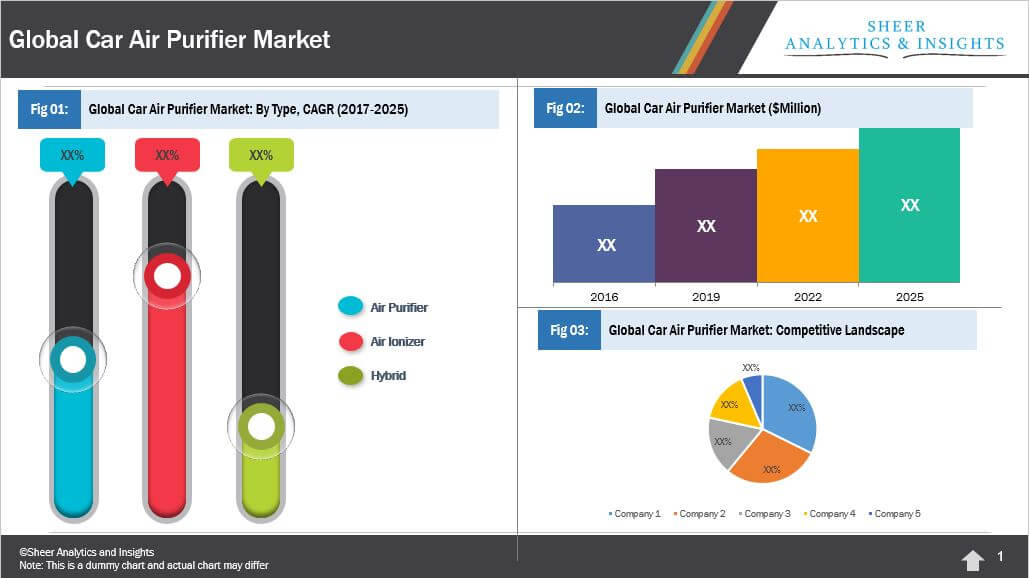 Global Car Air Purifier Market
SHEER
ANALYTICS & INSIGHTS
Fig 01:
Global Car Air Purifier Market: By Type, CAGR (2017-2025)
XX%
XX%
XX%
Air Purifier
Air Ionizer
Hybrid
Fig 02:
Global Car Air Purifier Market ($Million)
XX
XX
XX
XX
2016
2019
2022
2025
Fig 03:
Global Car Air Purifier Market: Competitive Landscape
XX%
XX%
XX%
XX%
XX%
Company 1
Company 2
Company 3
Company 4
Company 5
©Sheer Analytics and Insights
Note: This is a dummy chart and actual chart may differ
1